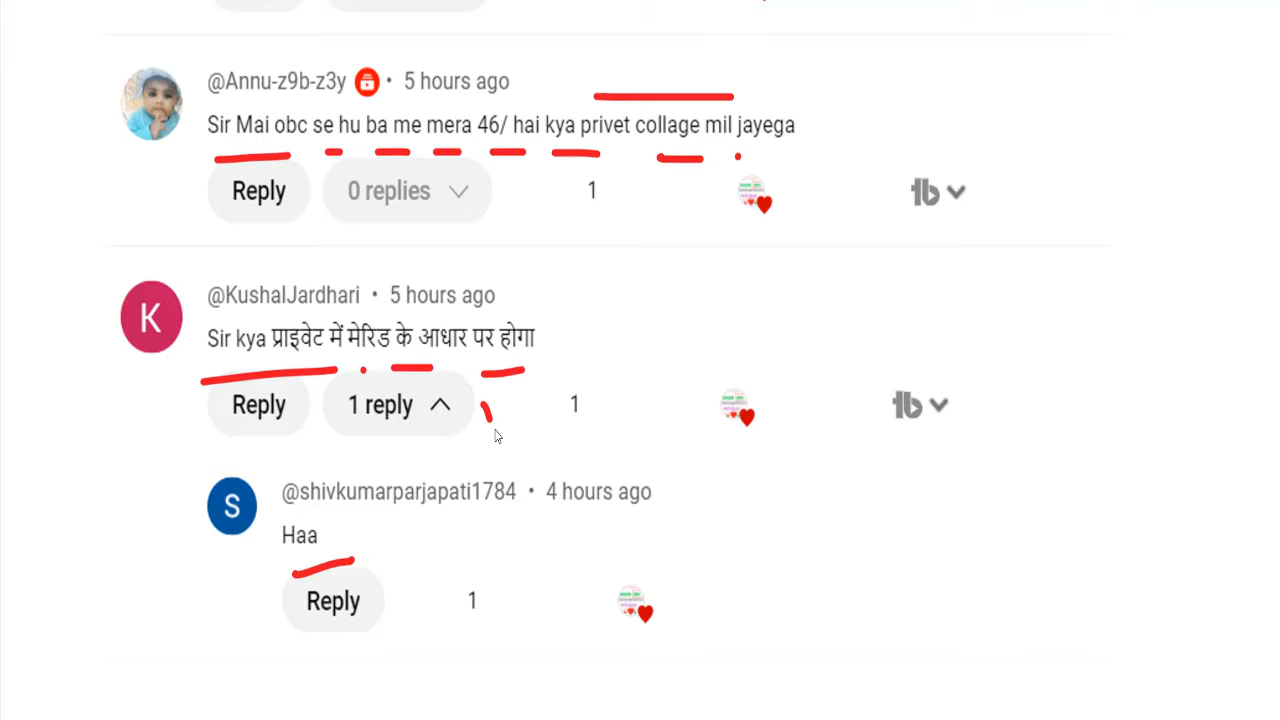 @Annu-z9b-z3y • 5 hours ago
Sir Mai obc se hu ba me mera 46/ hai kya privet collage mil jayega
Reply 0 replies 1
K @KushalJardhari • 5 hours ago
Sir kya प्राइवेट में मेरिड के आधार पर होगा
Reply 1 reply 1
S @shivkumarparjapati1784 • 4 hours ago
Haa
Reply 1